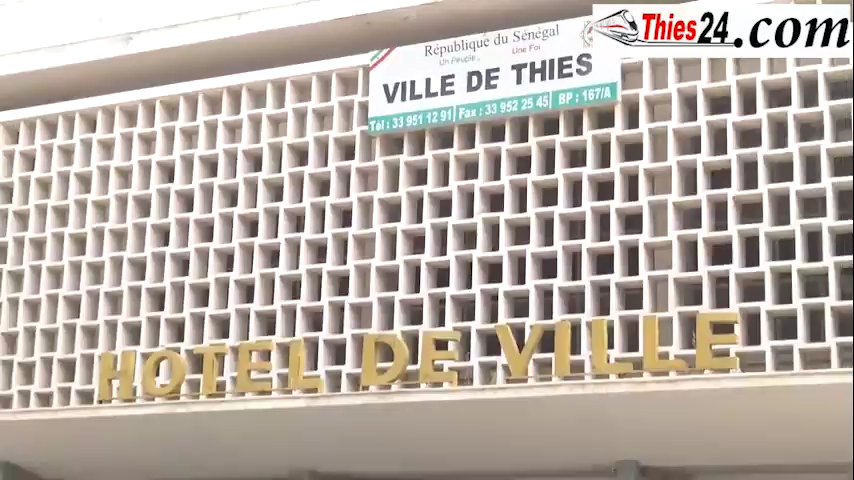 Thies24.com
République du Sénégal
Un Peuple.. Une Foi
VILLE DE THIES
Tél : 33 951 12 91 Fax : 33 952 25 45 BP : 167/A
HOTEL DE VILLE